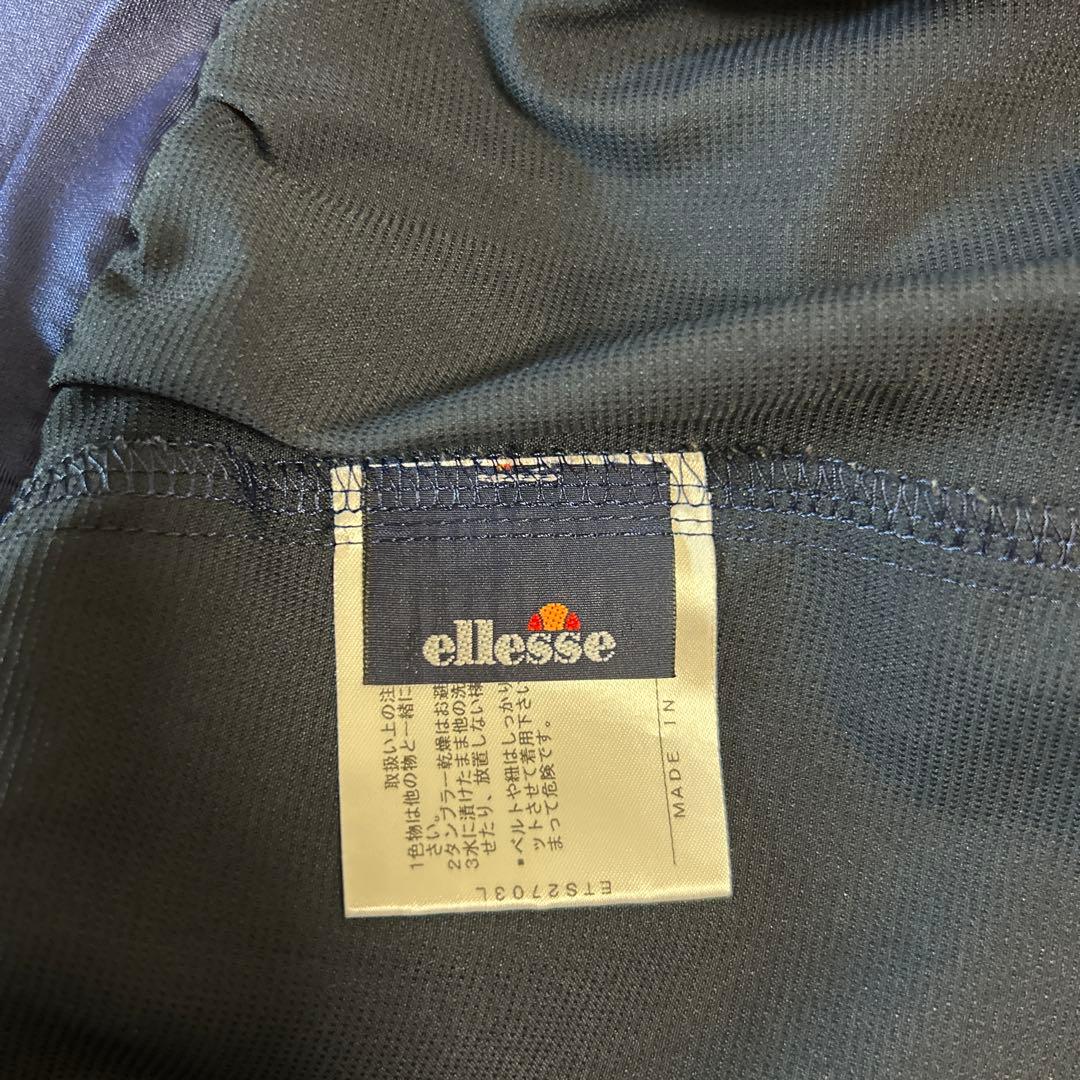 ellesse
取扱い上の注
1色物は他の物と一緒に
さい。
2タンブラー乾燥はお避
3水に漬けたまま他の洗
せたり、放置しない様
■ベルトや紐はしっかり
ットさせて着用下さい
まって危険です。
MADE IN
ETS2703L